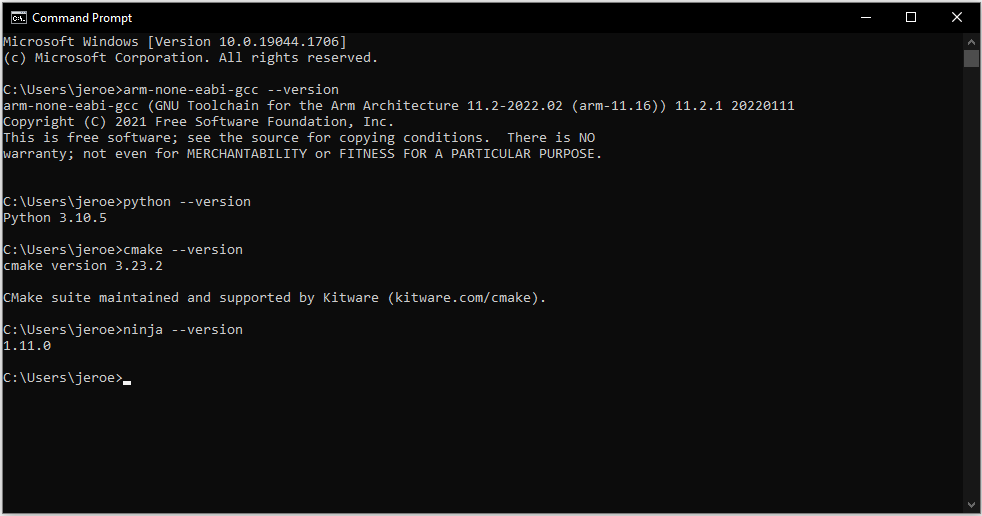 Command Prompt
Microsoft Windows [Version 10.0.19044.1706]
(c) Microsoft Corporation. All rights reserved.
C:\Users\jeroe>arm-none-eabi-gcc --version
arm-none-eabi-gcc (GNU Toolchain for the Arm Architecture 11.2-2022.02 (arm-11.16)) 11.2.1 20220111
Copyright (C) 2021 Free Software Foundation, Inc.
This is free software; see the source for copying conditions.  There is NO
warranty; not even for MERCHANTABILITY or FITNESS FOR A PARTICULAR PURPOSE.
C:\Users\jeroe>python --version
Python 3.10.5
C:\Users\jeroe>cmake --version
cmake version 3.23.2
CMake suite maintained and supported by Kitware (kitware.com/cmake).
C:\Users\jeroe>ninja --version
1.11.0
C:\Users\jeroe>